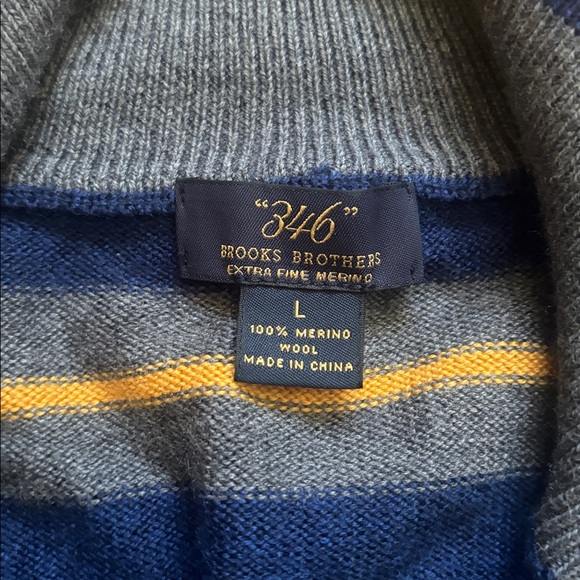 "346"
BROOKS BROTHERS
EXTRA FINE MERINO
L
100% MERINO
WOOL
MADE IN CHINA